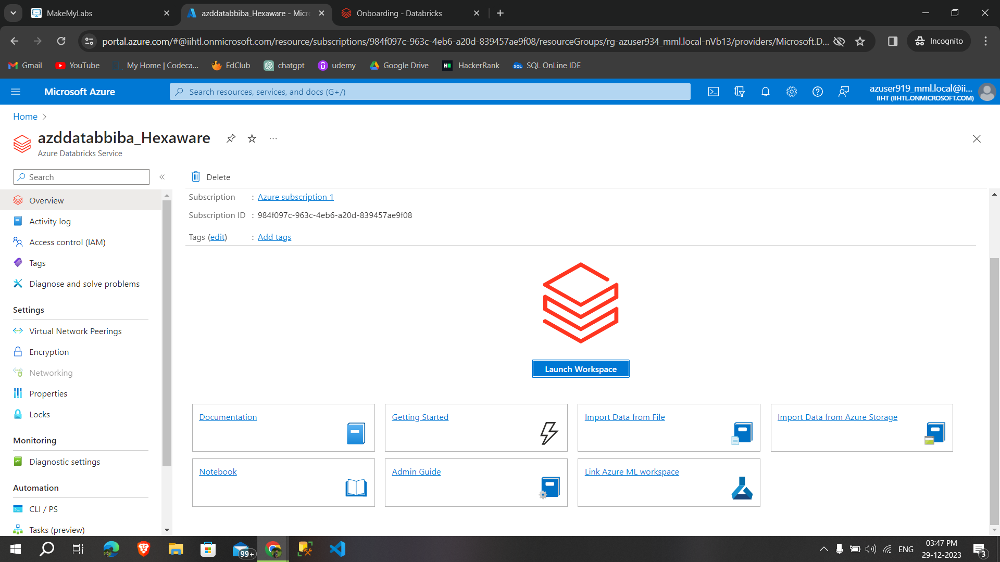 MakeMyLabs
azddatabbiba_Hexaware - Micr
Onboarding - Databricks
portal.azure.com/#@iihtl.onmicrosoft.com/resource/subscriptions/984f097c-963c-4eb6-a20d-839457ae9f08/resourceGroups/rg-azuser934_mml.local-nVb13/providers/Microsoft.D...
Incognito
Gmail
YouTube
My Home | Codeca...
EdClub
chatgpt
udemy
Google Drive
HackerRank
SQL OnLine IDE
Microsoft Azure
Search resources, services, and docs (G+/)
azuser919_mml.local@ii...
IIHT (IIHTL.ONMICROSOFT.COM)
Home
azddatabbiba_Hexaware
Azure Databricks Service
Search
Delete
Overview
Activity log
Access control (IAM)
Tags
Diagnose and solve problems
Settings
Virtual Network Peerings
Encryption
Networking
Properties
Locks
Monitoring
Diagnostic settings
Automation
CLI / PS
Tasks (preview)
Subscription : Azure subscription 1
Subscription ID : 984f097c-963c-4eb6-a20d-839457ae9f08
Tags (edit) : Add tags
Launch Workspace
Documentation
Getting Started
Import Data from File
Import Data from Azure Storage
Notebook
Admin Guide
Link Azure ML workspace
99+
ENG
03:47 PM
29-12-2023
3